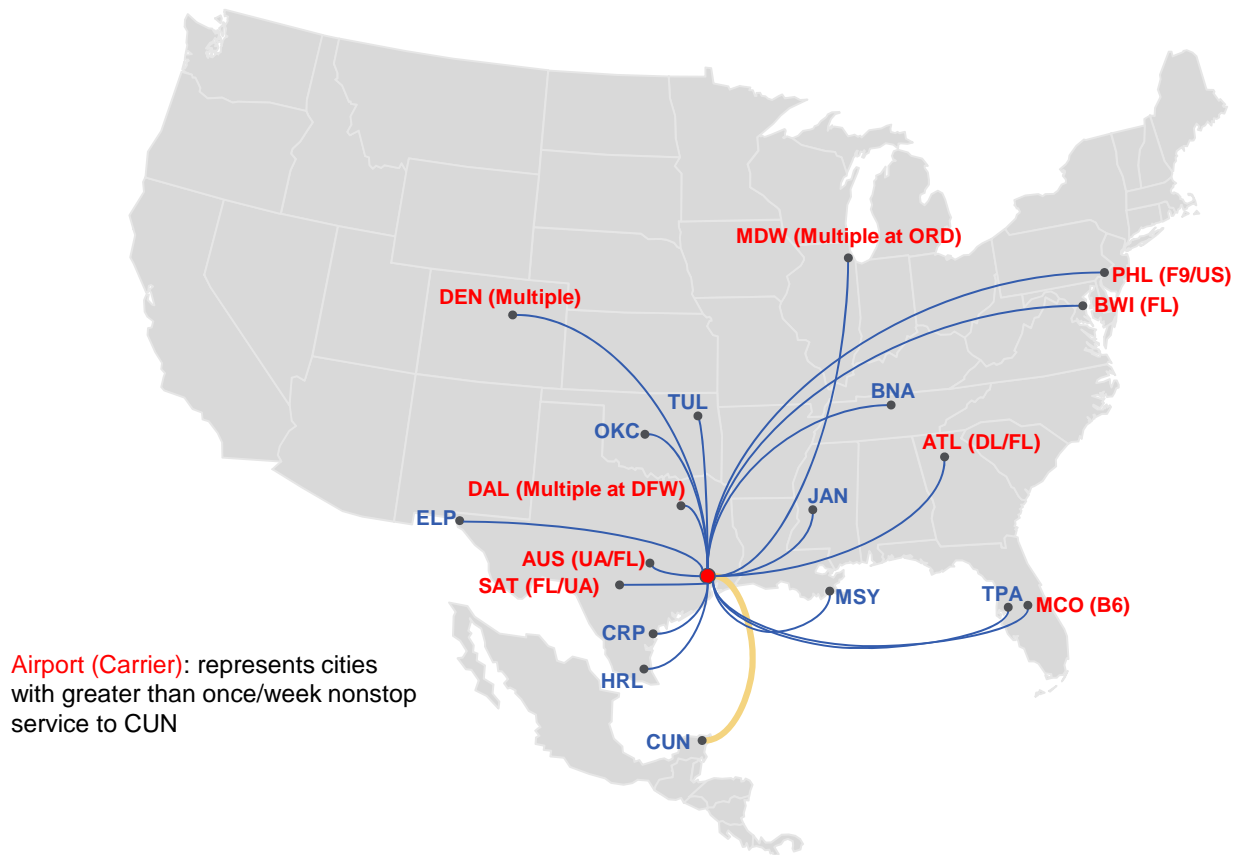 MDW (Multiple at ORD)
PHL (F9/US)
DEN (Multiple)
BWI (FL)
BNA
TUL
OKC
ATL (DL/FL)
DAL (Multiple at DFW)
JAN
ELP
AUS (UA/FL)
SAT (FL/UA)
MSY
TPA
MCO (B6)
CRP
HRL
Airport (Carrier): represents cities
with greater than once/week nonstop
service to CUN
CUN